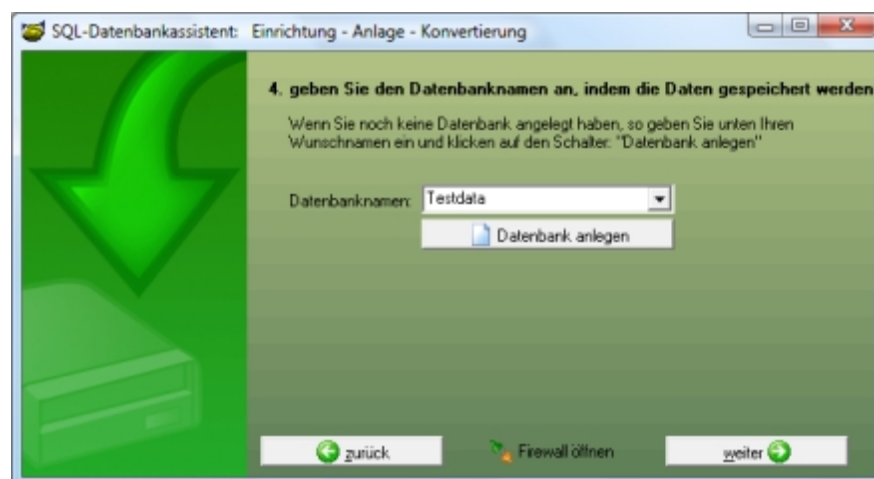 SQL-Datenbankassistent: Einrichtung - Anlage - Konvertierung
4. geben Sie den Datenbanknamen an, indem die Daten gespeichert werden
Wenn Sie noch keine Datenbank angelegt haben, so geben Sie unten Ihren
Wunschnamen ein und klicken auf den Schalter: "Datenbank anlegen"
Datenbanknamen: Testdata
Datenbank anlegen
zurück Firewall öffnen weiter